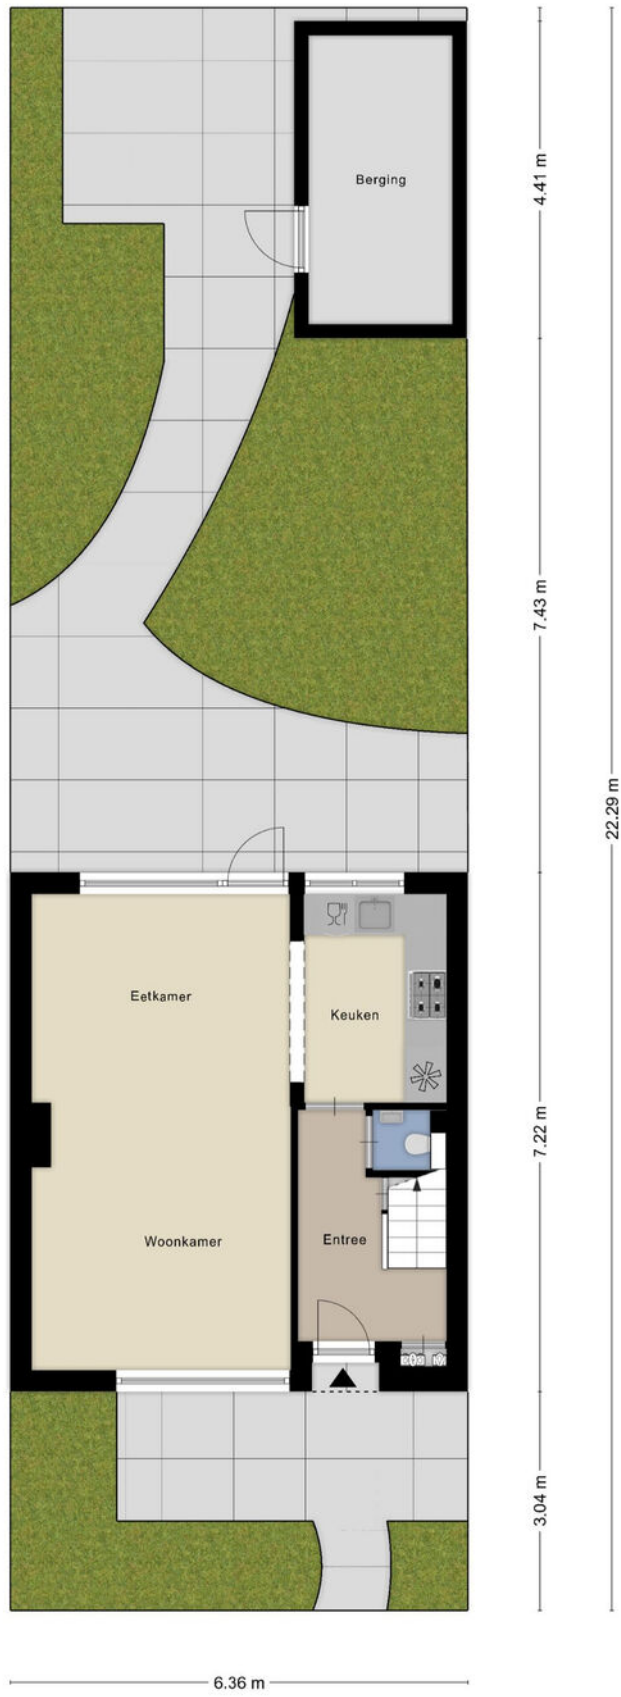 Berging
4.41 m
7.43 m
22.29 m
Eetkamer
Keuken
7.22 m
Woonkamer
Entree
3.04 m
6.36 m